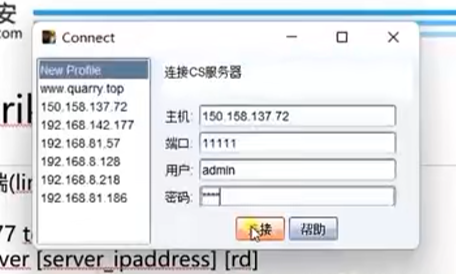 安
com
Connect
New Profile
www.quarry.top
150.158.137.72
192.168.142.177
192.168.81.57
192.168.8.128
192.168.8.218
192.168.81.186
连接CS服务器
主机: 150.158.137.72
端口: 11111
用户: admin
密码: ****
连接 帮助
rik
端(lin
77 te
ver [server_ipaddress] [rd]